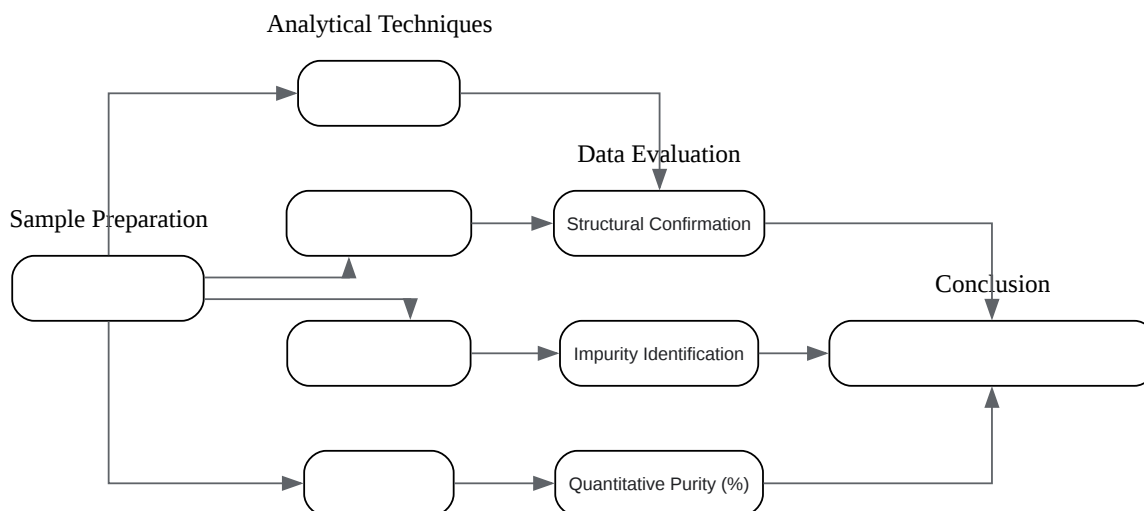 Analytical Techniques
Data Evaluation
Sample Preparation
Structural Confirmation
Conclusion
Impurity Identification
Quantitative Purity (%)